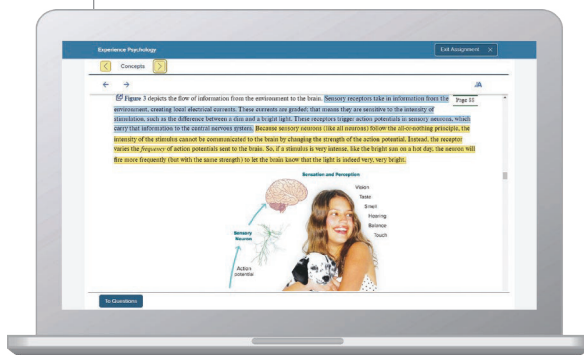 Experience Psychology
Exit Assignment ×
Concepts
Figure 3 depicts the flow of information from the environment to the brain. Sensory receptors take in information from the
Page 88
environment, creating local electrical currents. These currents are graded; that means they are sensitive to the intensity of
stimulation, such as the difference between a dim and a bright light. These receptors trigger action potentials in sensory neurons, which
carry that information to the central nervous system. Because sensory neurons (like all neurons) follow the all-or-nothing principle, the
intensity of the stimulus cannot be communicated to the brain by changing the strength of the action potential. Instead, the receptor
varies the frequency of action potentials sent to the brain. So, if a stimulus is very intense, like the bright sun on a hot day, the neuron will
fire more frequently (but with the same strength) to let the brain know that the light is indeed very, very bright.
Sensation and Perception
Vision
Taste
Smell
Hearing
Balance
Touch
Sensory
Neuron
Action
potential
To Questions